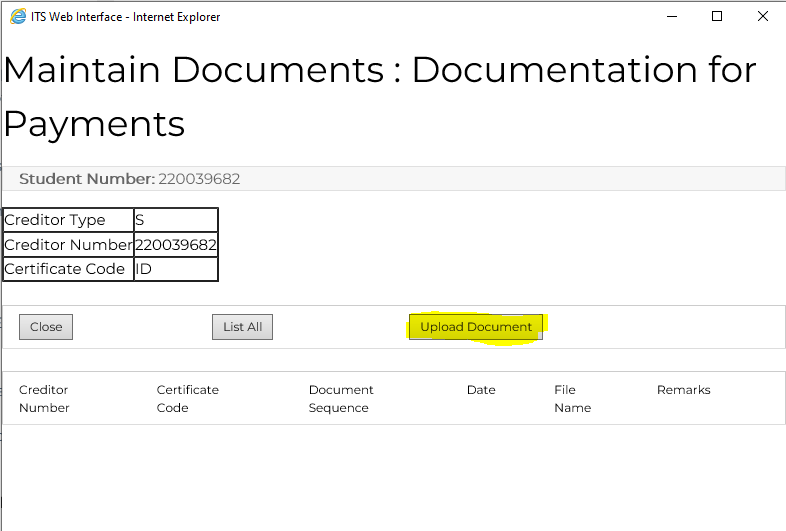 ITS Web Interface - Internet Explorer
Maintain Documents : Documentation for
Payments
Student Number: 220039682
Creditor Type S
Creditor Number 220039682
Certificate Code ID
Close List All Upload Document
Creditor Certificate Document Date File Remarks
Number Code Sequence Name